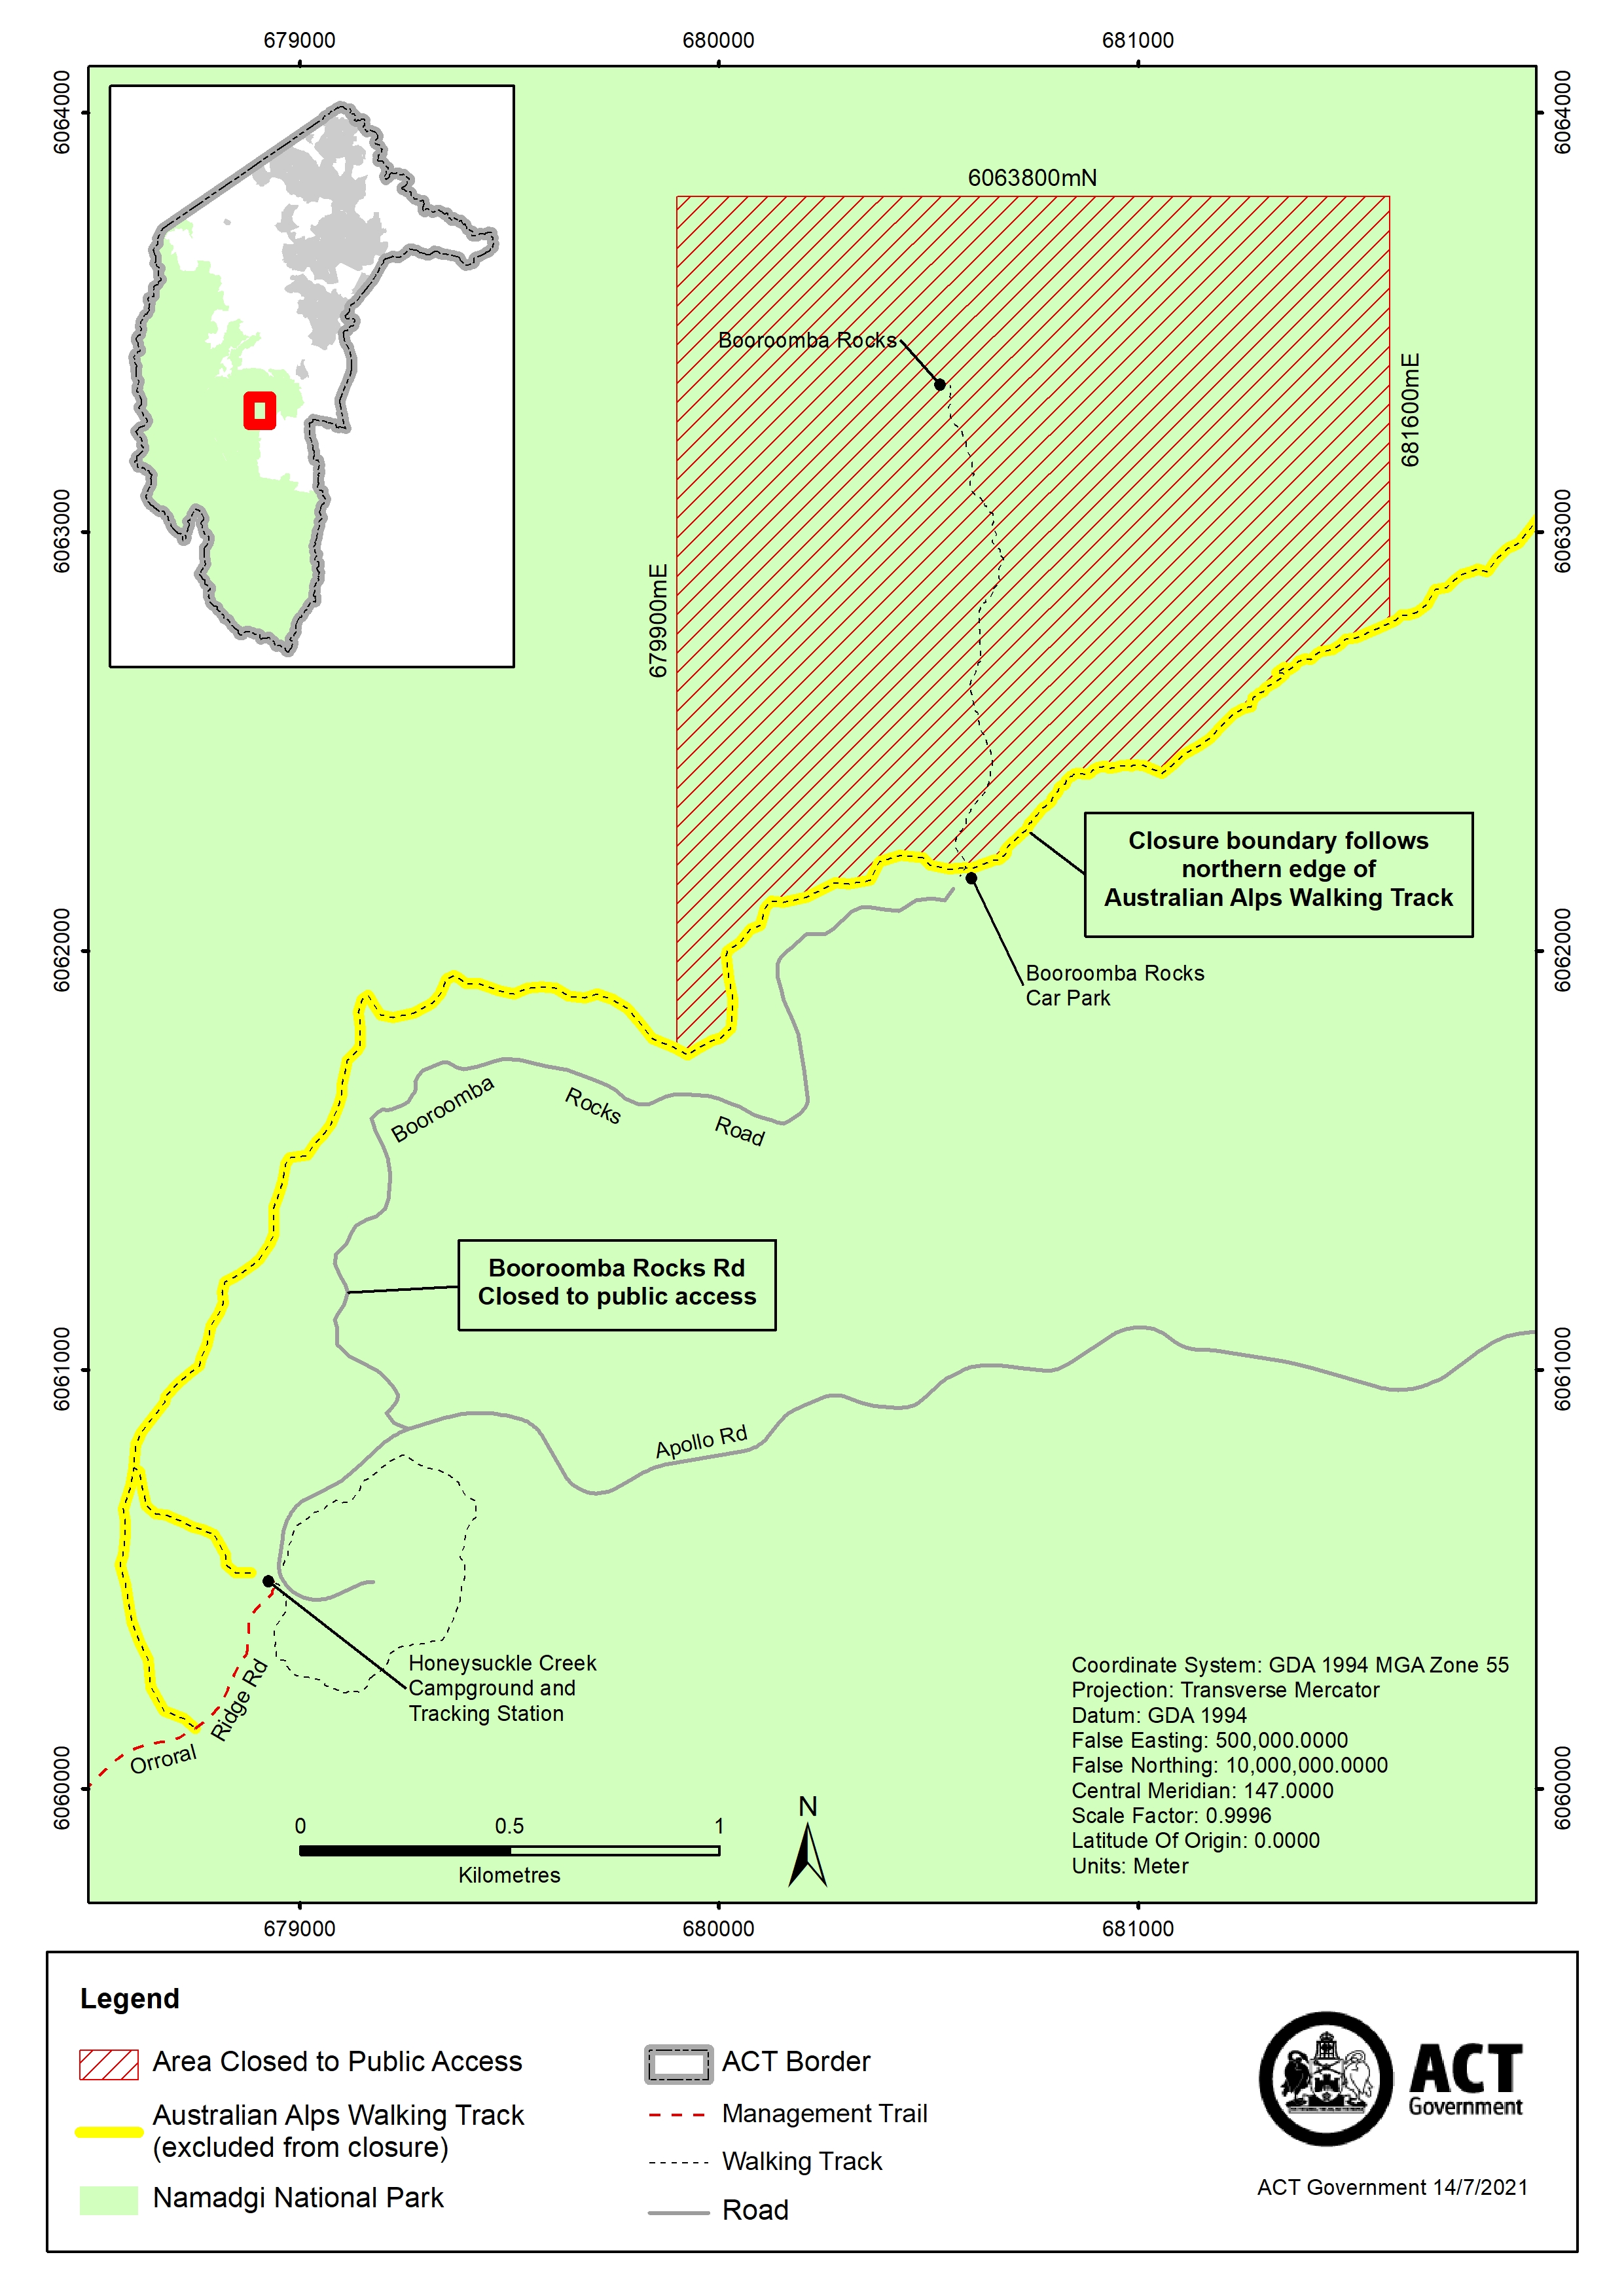 679000
680000
681000
6064000
6064000
6063800mN
Booroomba Rocks
681600mE
6063000
6063000
679900mE
Closure boundary follows
northern edge of
Australian Alps Walking Track
6062000
6062000
Booroomba Rocks
Car Park
Booroomba
Rocks
Road
Booroomba Rocks Rd
Closed to public access
6061000
6061000
Apollo Rd
Honeysuckle Creek
Campground and
Tracking Station
Orroral
Ridge Rd
6060000
6060000
Coordinate System: GDA 1994 MGA Zone 55
Projection: Transverse Mercator
Datum: GDA 1994
False Easting: 500,000.0000
False Northing: 10,000,000.0000
Central Meridian: 147.0000
Scale Factor: 0.9996
Latitude Of Origin: 0.0000
Units: Meter
N
0
0.5
1
Kilometres
679000
680000
681000
Legend
Area Closed to Public Access
Australian Alps Walking Track
(excluded from closure)
Namadgi National Park
ACT Border
Management Trail
Walking Track
Road
ACT
Government
ACT Government 14/7/2021